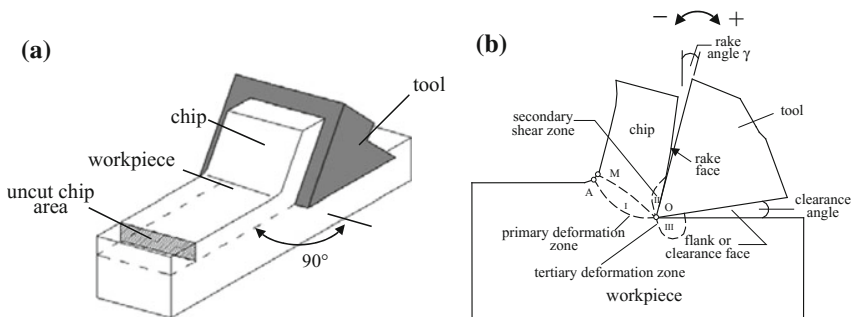 (a)
tool
chip
workpiece
uncut chip
area
90°
(b)
− +
rake
angle γ
secondary
shear zone
chip
tool
rake
face
M
A
I
II
O
III
clearance
angle
primary deformation
zone
flank or
clearance face
tertiary deformation zone
workpiece